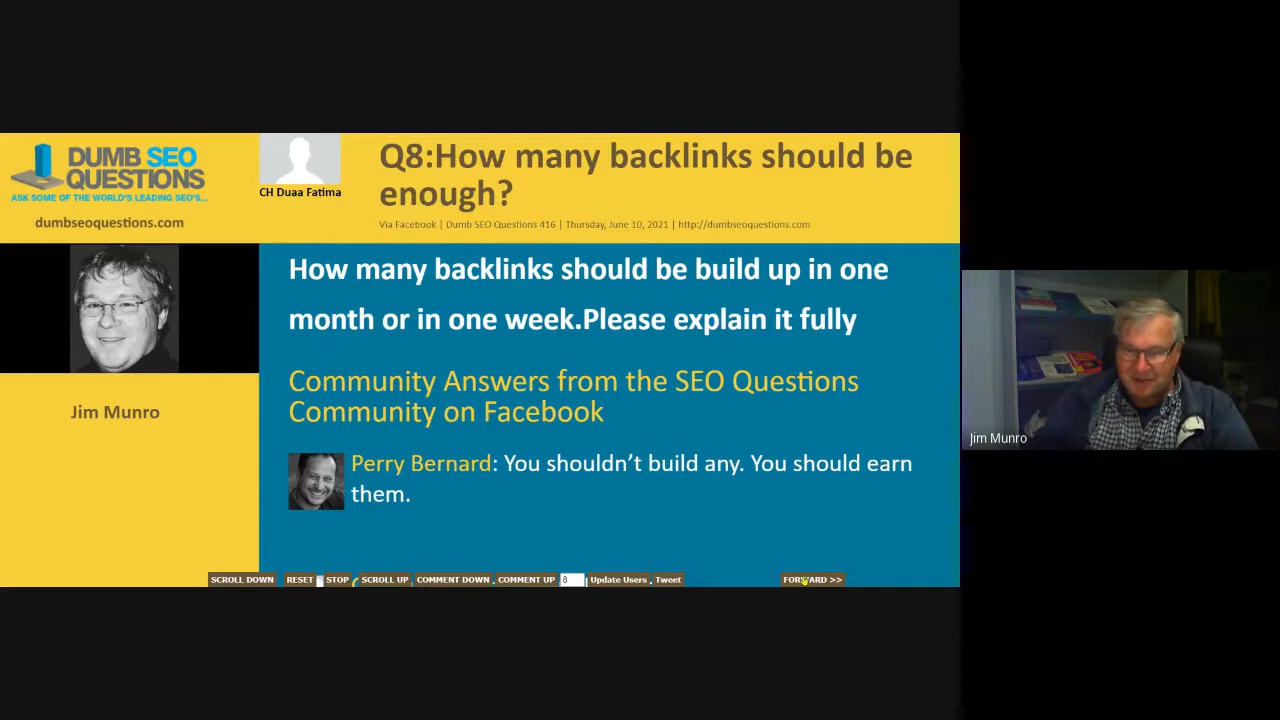 DUMB SEO
QUESTIONS
ASK SOME OF THE WORLD'S LEADING SEO'S...
dumbseoquestions.com
CH Duaa Fatima
Q8:How many backlinks should be
enough?
Via Facebook | Dumb SEO Questions 416 | Thursday, June 10, 2021 | http://dumbseoquestions.com
Jim Munro
How many backlinks should be build up in one
month or in one week.Please explain it fully
Community Answers from the SEO Questions
Community on Facebook
Perry Bernard: You shouldn't build any. You should earn
them.
SCROLL DOWN RESET STOP SCROLL UP COMMENT DOWN COMMENT UP 8 Update Users Tweet FORWARD >>
Jim Munro